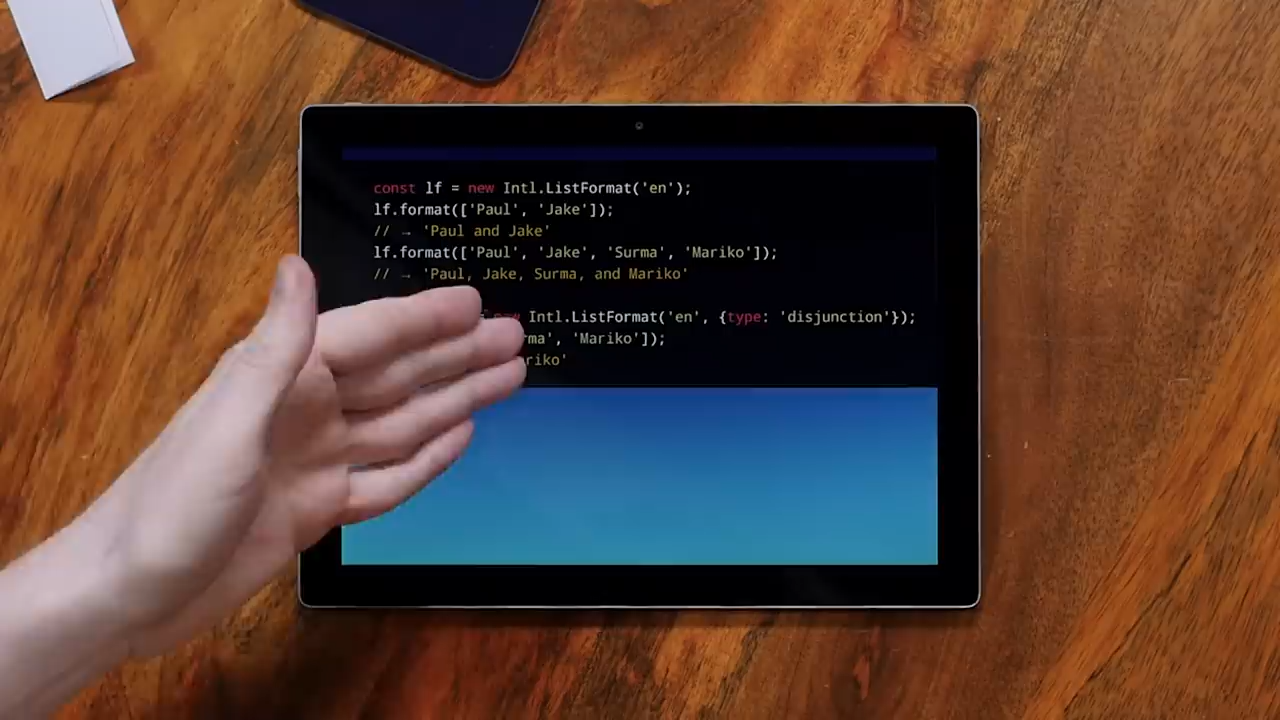 const lf = new Intl.ListFormat('en');
lf.format(['Paul', 'Jake']);
// → 'Paul and Jake'
lf.format(['Paul', 'Jake', 'Surma', 'Mariko']);
// → 'Paul, Jake, Surma, and Mariko'
new Intl.ListFormat('en', {type: 'disjunction'});
'Mariko']);